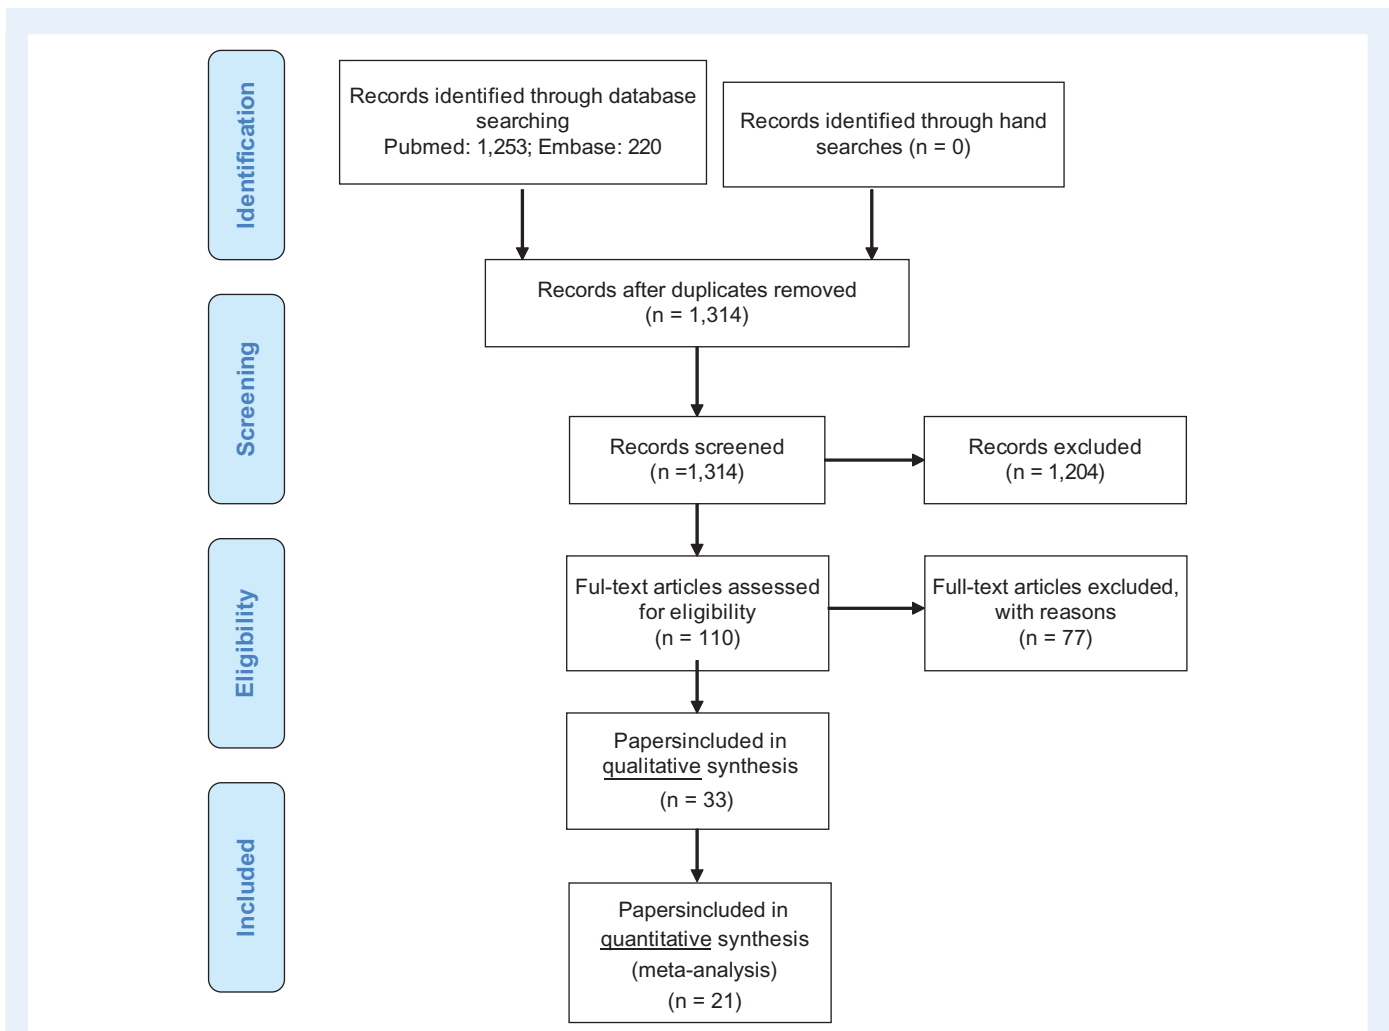 Identification
Records identified through database
searching
Pubmed: 1,253; Embase: 220
Records identified through hand
searches (n = 0)
Records after duplicates removed
(n = 1,314)
Screening
Records screened
(n =1,314)
Records excluded
(n = 1,204)
Eligibility
Ful-text articles assessed
for eligibility
(n = 110)
Full-text articles excluded,
with reasons
(n = 77)
Papersincluded in
qualitative synthesis
(n = 33)
Included
Papersincluded in
quantitative synthesis
(meta-analysis)
(n = 21)